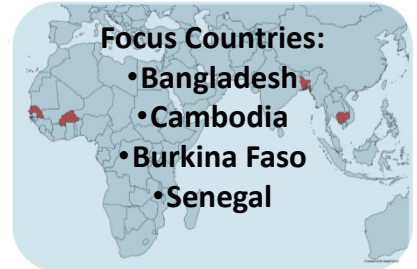 Focus Countries:
•Bangladesh
•Cambodia
•Burkina Faso
•Senegal